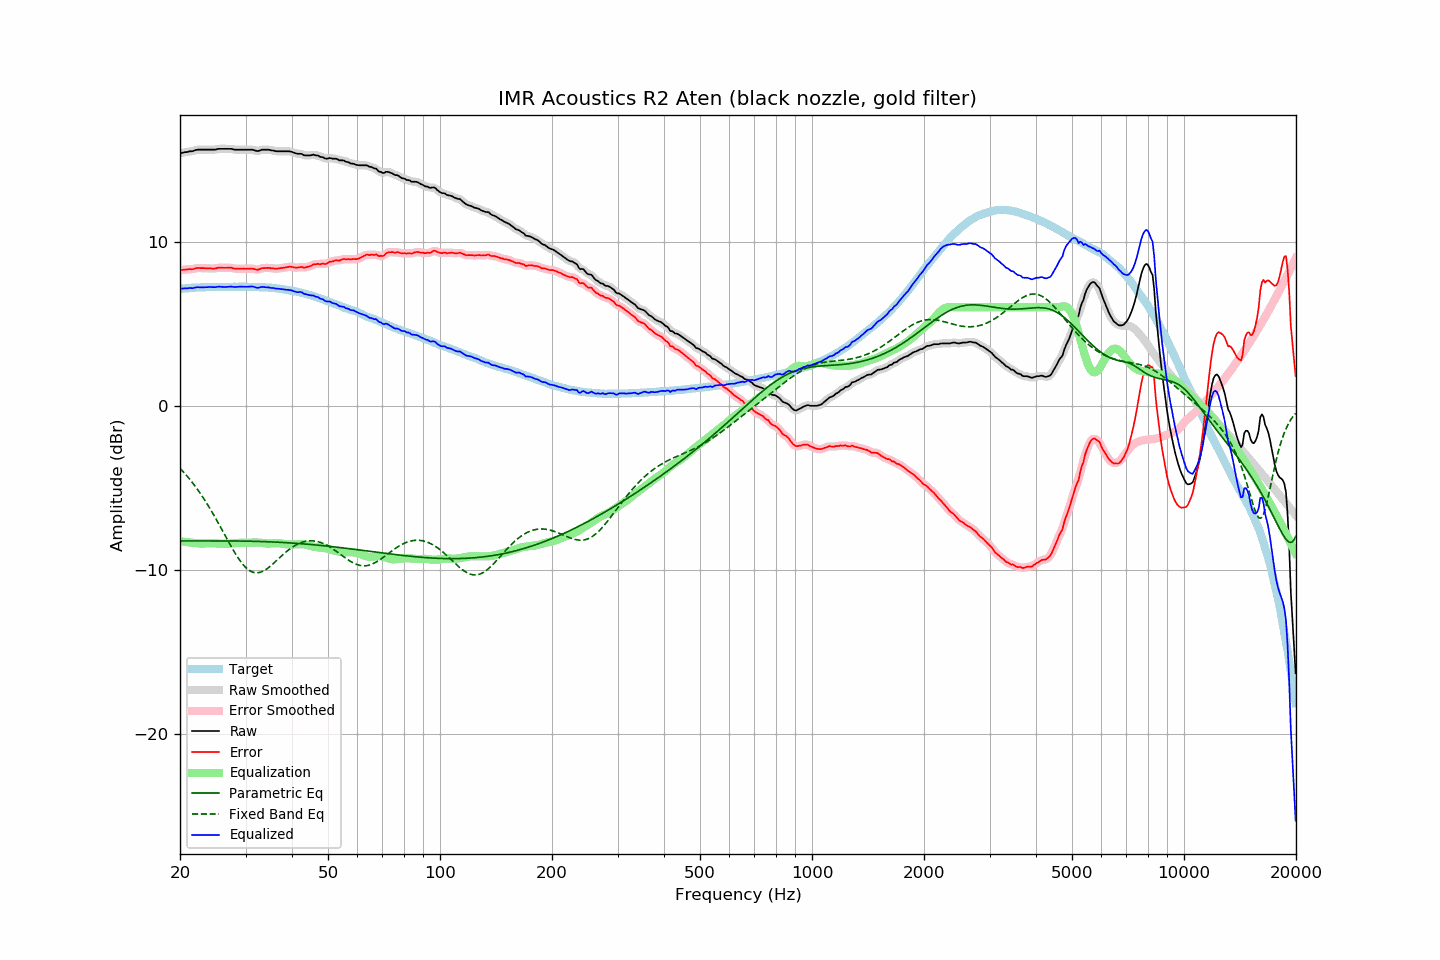 IMR Acoustics R2 Aten (black nozzle, gold filter)
Amplitude (dBr)
10
0
−10
−20
Target
Raw Smoothed
Error Smoothed
Raw
Error
Equalization
Parametric Eq
Fixed Band Eq
Equalized
20 50 100 200 500 1000 2000 5000 10000 20000
Frequency (Hz)